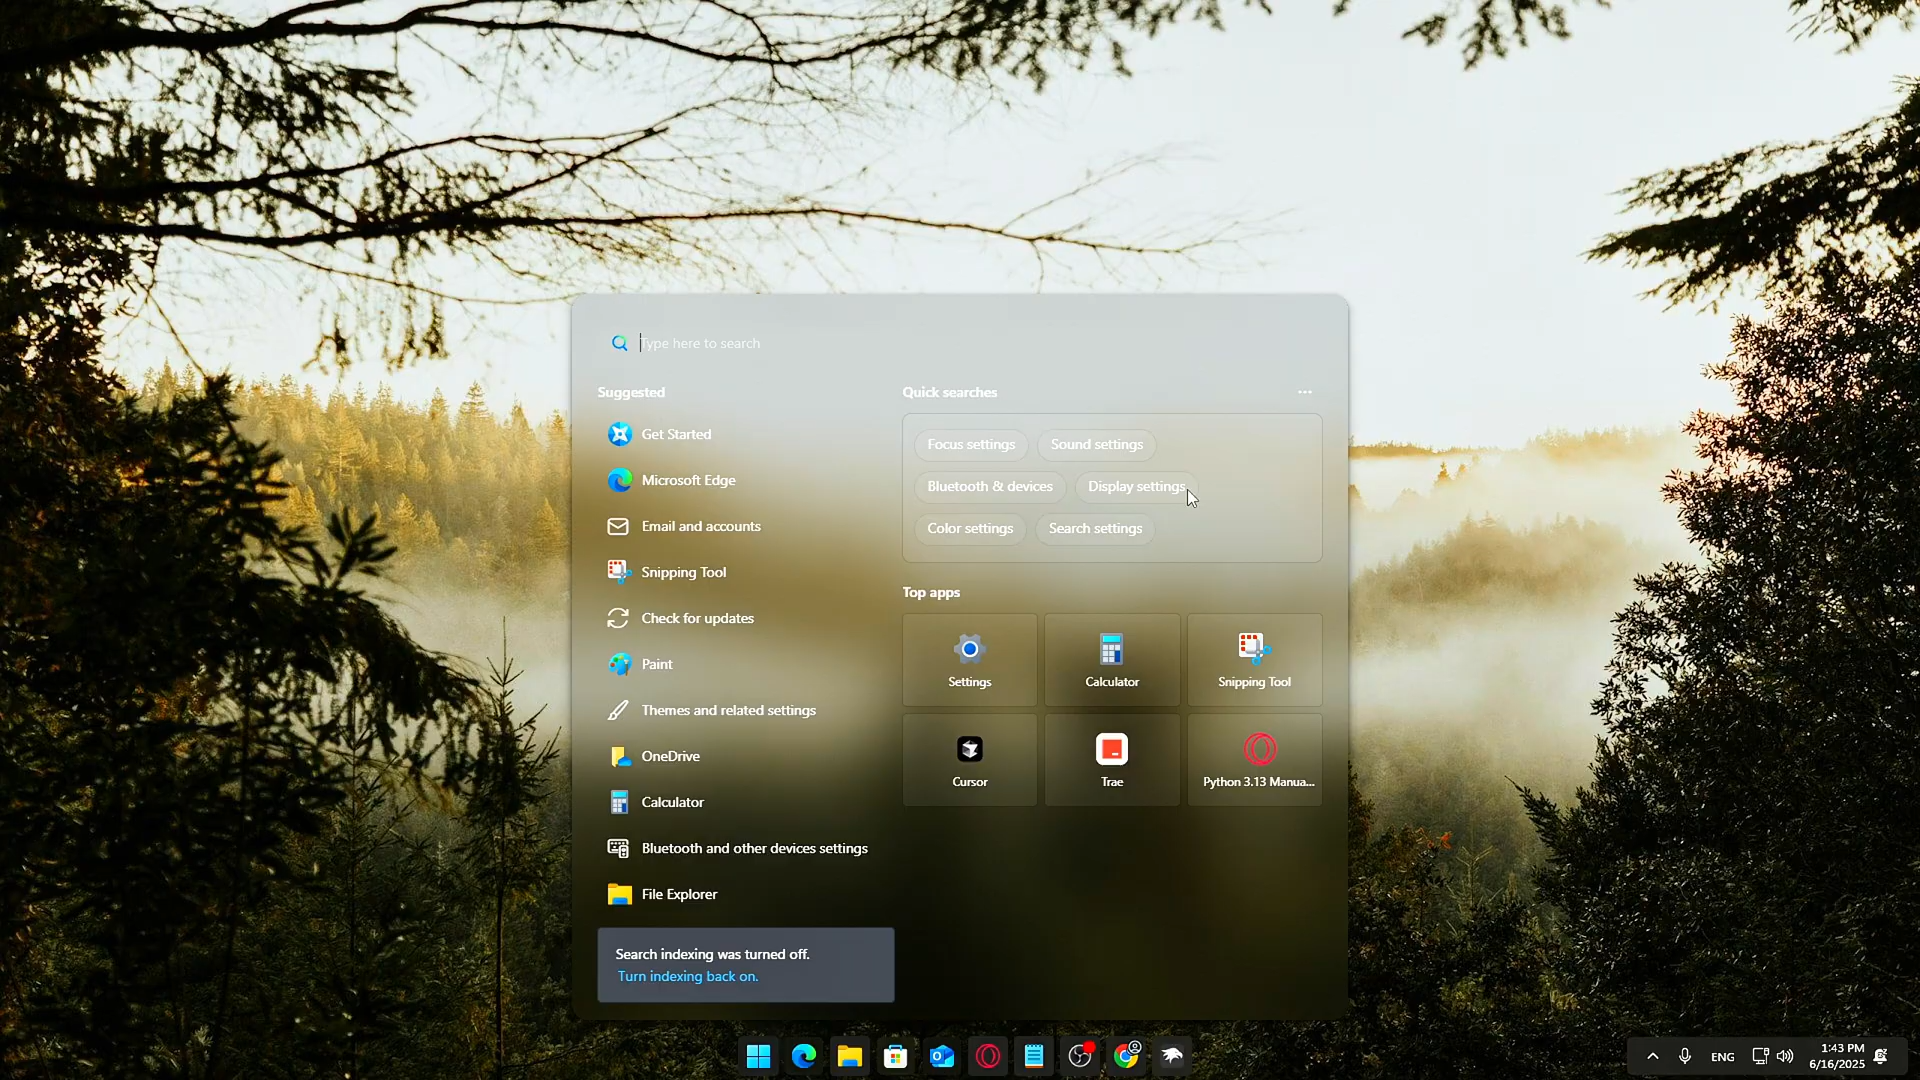 Type here to search
Suggested
Get Started
Microsoft Edge
Email and accounts
Snipping Tool
Check for updates
Paint
Themes and related settings
OneDrive
Calculator
Bluetooth and other devices settings
File Explorer
Search indexing was turned off.
Turn indexing back on.
Quick searches
Focus settings
Sound settings
Bluetooth & devices
Display settings
Color settings
Search settings
Top apps
Settings
Calculator
Snipping Tool
Cursor
Trae
Python 3.13 Manua...
ENG
1:43 PM
6/16/2025